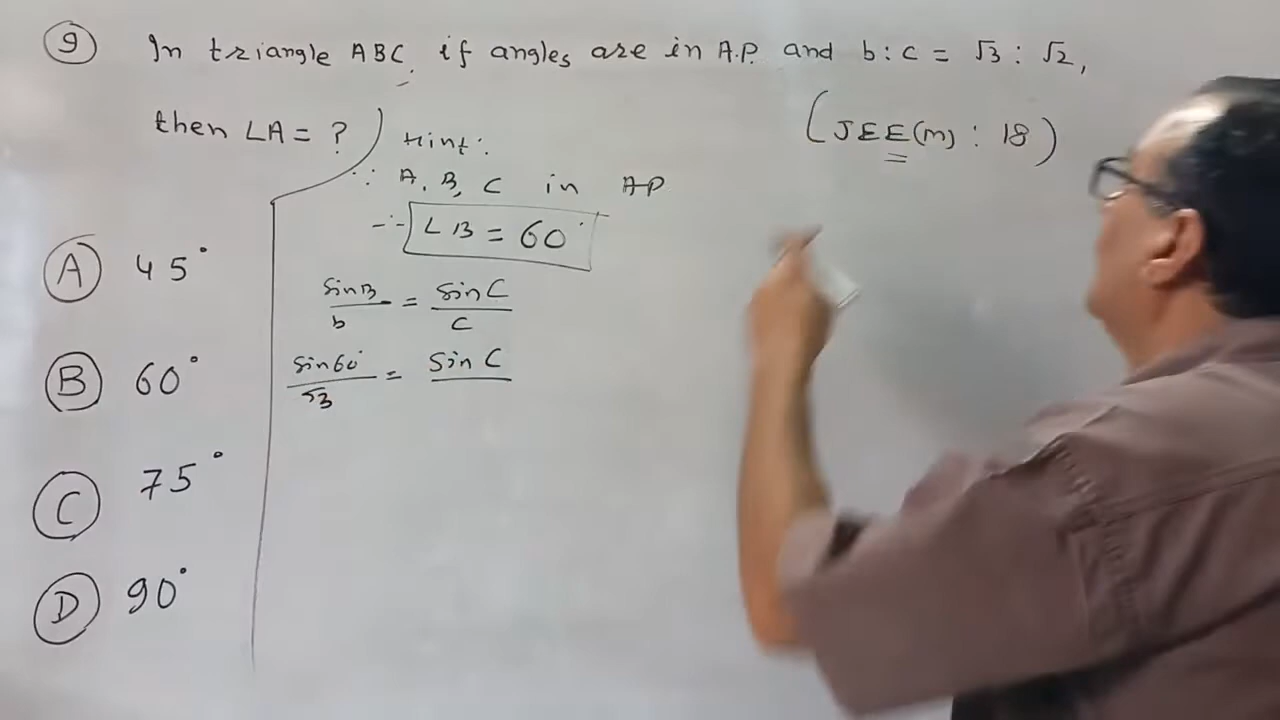 9 In triangle ABC, if angles are in A.P. and b : c = √3 : √2,
then ∠A = ?
(JEE(m) : 18)
Hint:
∵ A, B, C in AP
∴ ∠B = 60°
sinB/b = sinC/c
sin60°/√3 = sin C
A 45°
B 60°
C 75°
D 90°